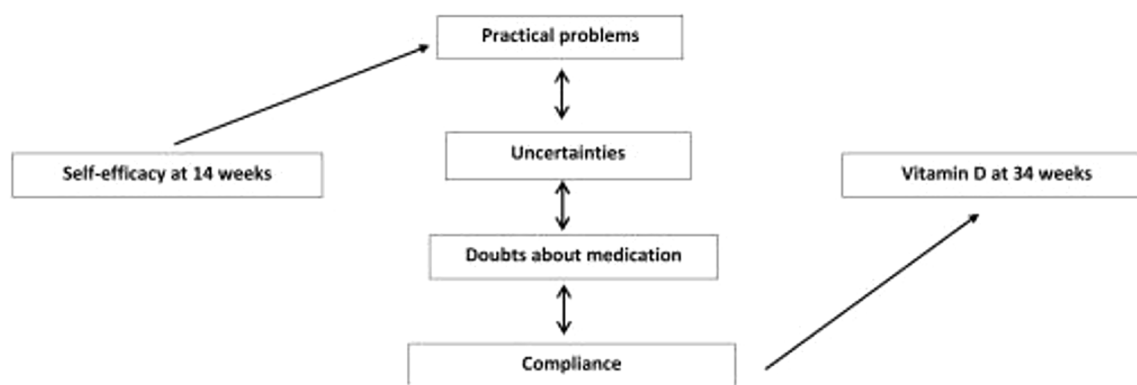 Practical problems
Uncertainties
Self-efficacy at 14 weeks
Vitamin D at 34 weeks
Doubts about medication
Compliance